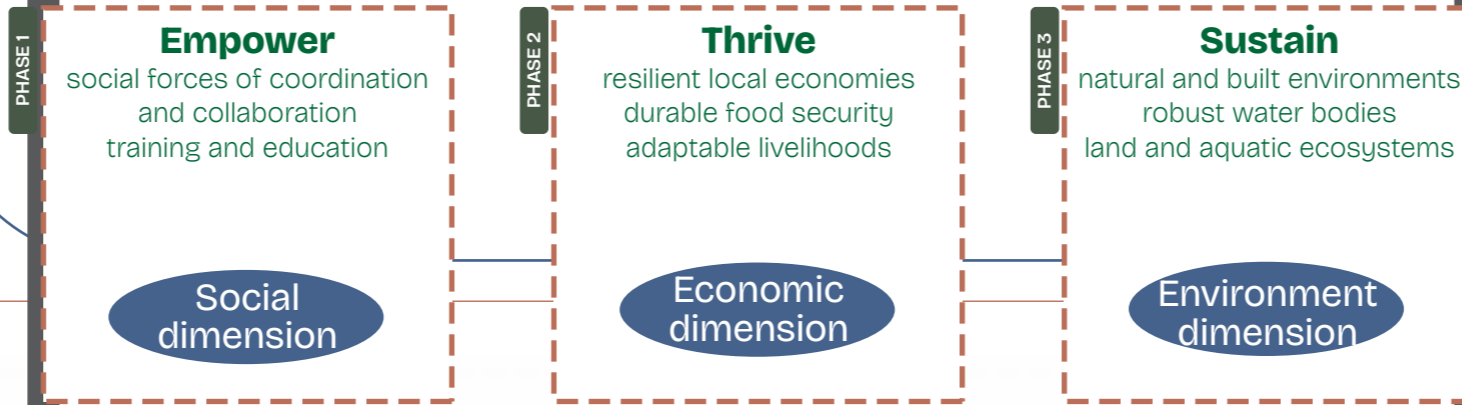 PHASE 1
Empower
social forces of coordination
and collaboration
training and education
Social
dimension
PHASE 2
Thrive
resilient local economies
durable food security
adaptable livelihoods
Economic
dimension
PHASE 3
Sustain
natural and built environments
robust water bodies
land and aquatic ecosystems
Environment
dimension